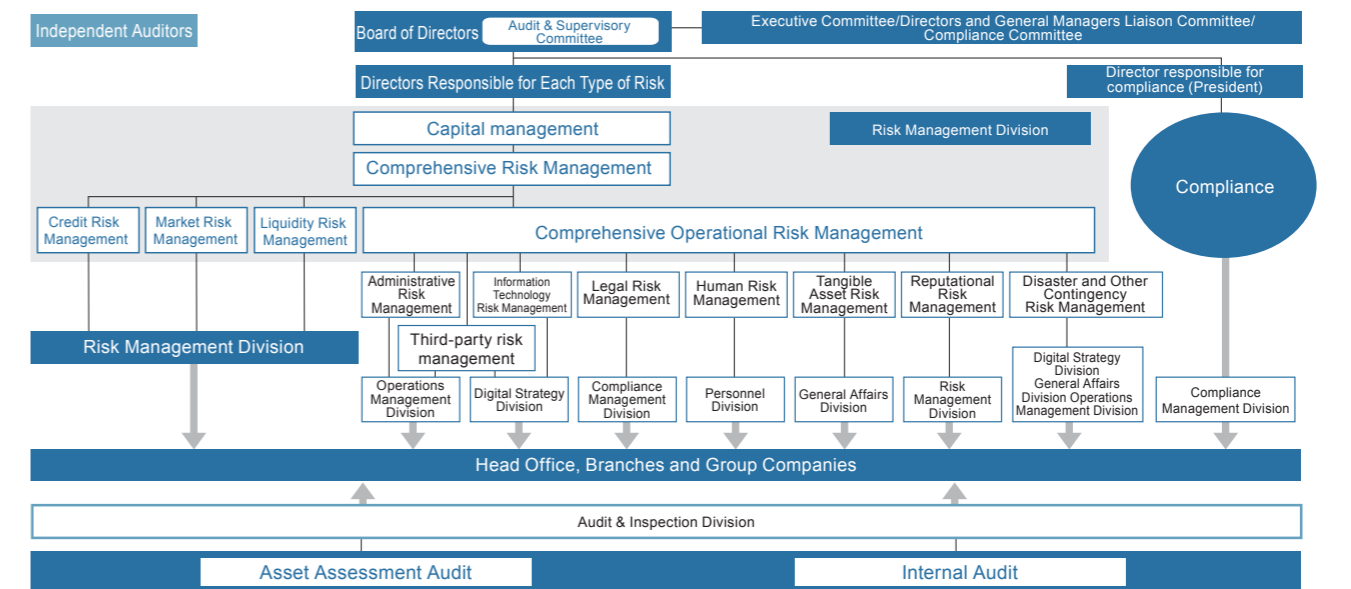 Independent Auditors
Board of Directors
Audit & Supervisory
Committee
Executive Committee/Directors and General Managers Liaison Committee/
Compliance Committee
Directors Responsible for Each Type of Risk
Director responsible for
compliance (President)
Capital management
Risk Management Division
Comprehensive Risk Management
Compliance
Credit Risk
Management
Market Risk
Management
Liquidity Risk
Management
Comprehensive Operational Risk Management
Administrative
Risk
Management
Information
Technology
Risk Management
Legal Risk
Management
Human Risk
Management
Tangible
Asset Risk
Management
Reputational
Risk
Management
Disaster and Other
Contingency
Risk Management
Risk Management Division
Third-party risk
management
Operations
Management
Division
Digital Strategy
Division
Compliance
Management
Division
Personnel
Division
General Affairs
Division
Risk
Management
Division
Digital Strategy
Division
General Affairs
Division Operations
Management Division
Compliance
Management Division
Head Office, Branches and Group Companies
Audit & Inspection Division
Asset Assessment Audit
Internal Audit